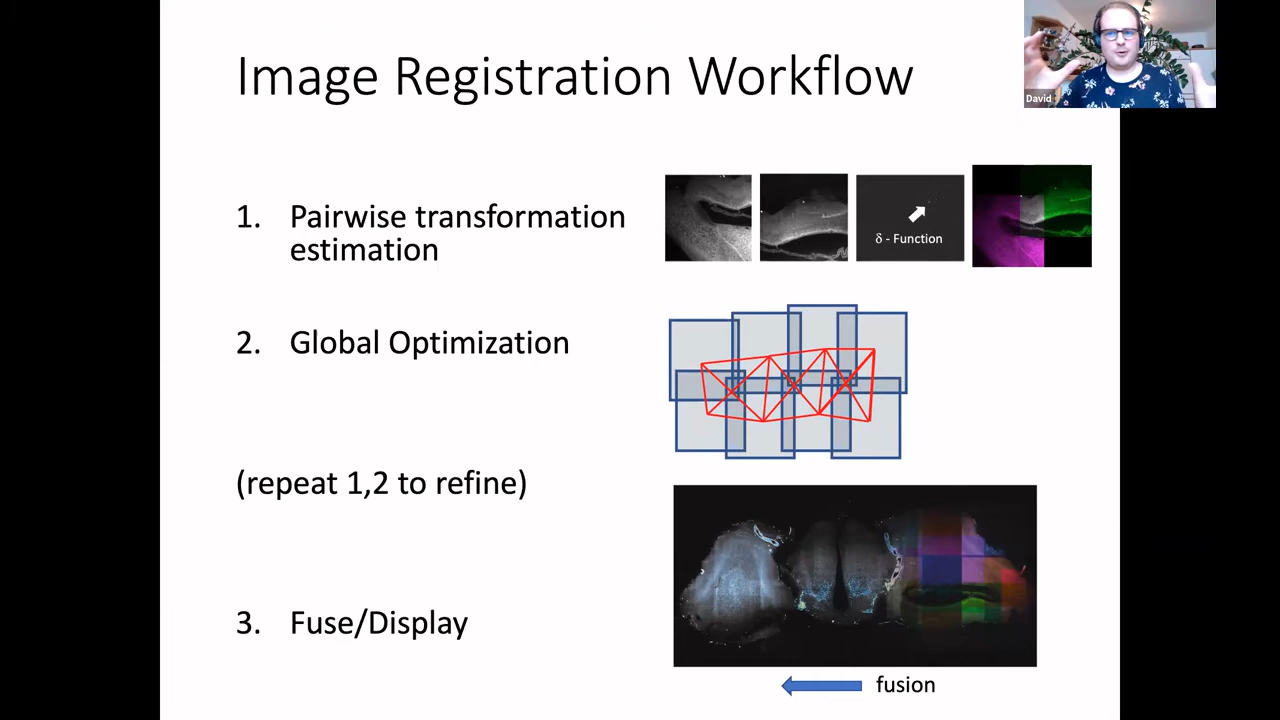 Image Registration Workflow
David
1. Pairwise transformation
estimation
δ - Function
2. Global Optimization
(repeat 1,2 to refine)
3. Fuse/Display
fusion